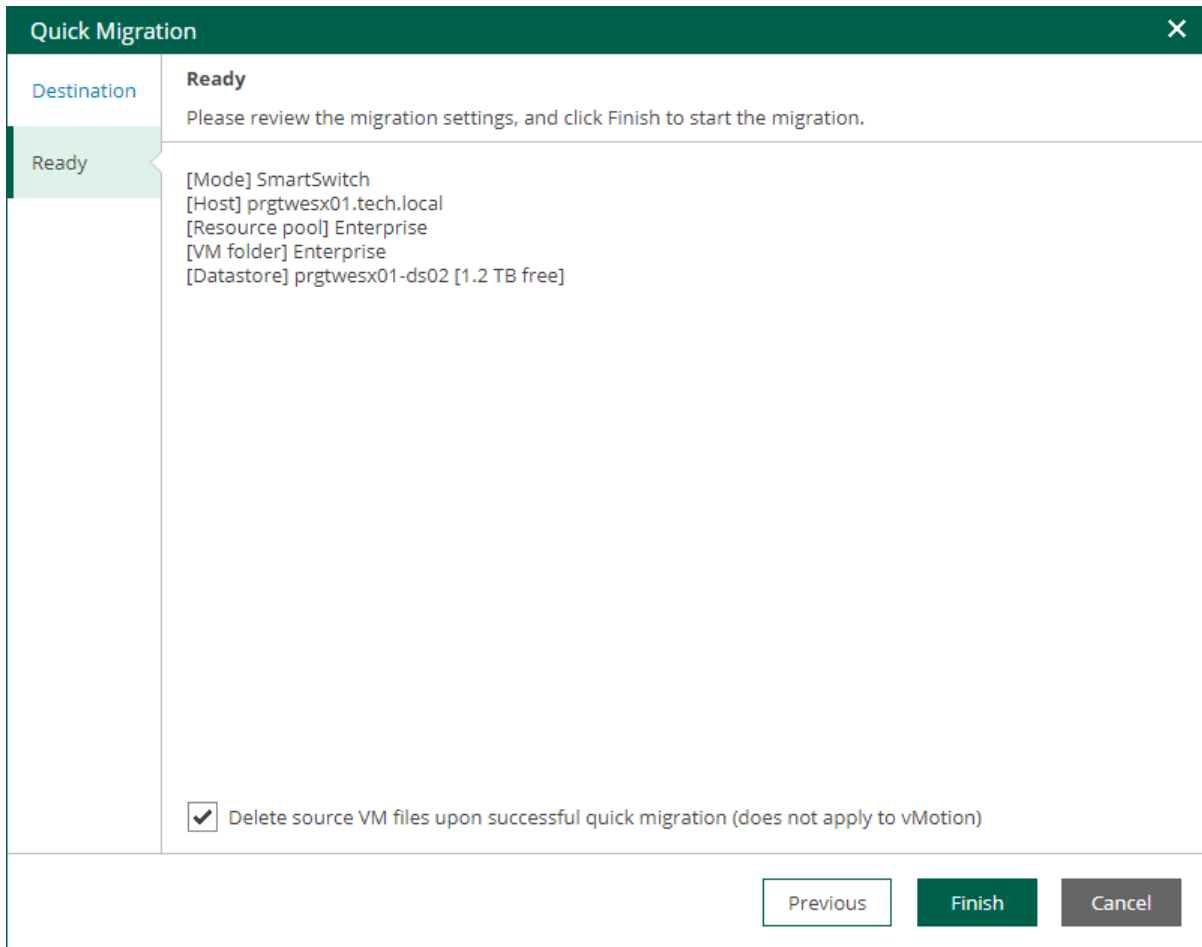 Quick Migration
Destination
Ready
Ready
Please review the migration settings, and click Finish to start the migration.
[Mode] SmartSwitch
[Host] prgtwesx01.tech.local
[Resource pool] Enterprise
[VM folder] Enterprise
[Datastore] prgtwesx01-ds02 [1.2 TB free]
Delete source VM files upon successful quick migration (does not apply to vMotion)
Previous
Finish
Cancel